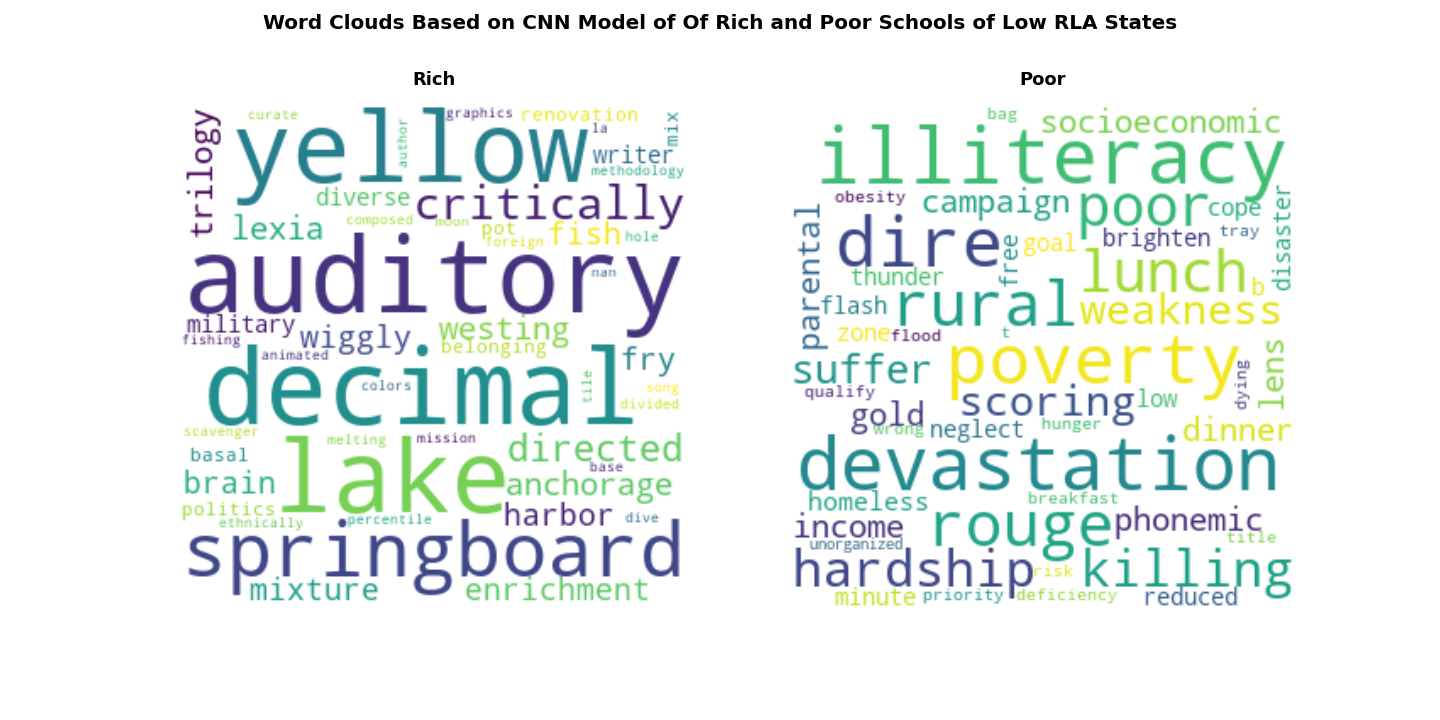 Word Clouds Based on CNN Model of Of Rich and Poor Schools of Low RLA States
Rich
trilogy
curate
yellow
author
graphics
renovation
la
mix
writer
methodology
diverse
critically
lexia
composed
moon
pot
foreign
fish
hole
auditory
nan
military
fishing
wiggly
westing
belonging
animated
fry
decimal
colors
tile
song
divided
scavenger
melting
mission
directed
basal
lake
base
brain
anchorage
politics
ethnically
percentile
harbor
dive
springboard
mixture
enrichment
Poor
bag
socioeconomic
illiteracy
obesity
campaign
poor
cope
tray
disaster
parental
dire
free
goal
brighten
thunder
lunch
b
flash
rural
weakness
zone
flood
t
suffer
poverty
dying
lens
qualify
scoring
low
gold
wrong
neglect
hunger
dinner
devastation
homeless
breakfast
income
rouge
phonemic
unorganized
title
hardship
risk
killing
minute
priority
deficiency
reduced